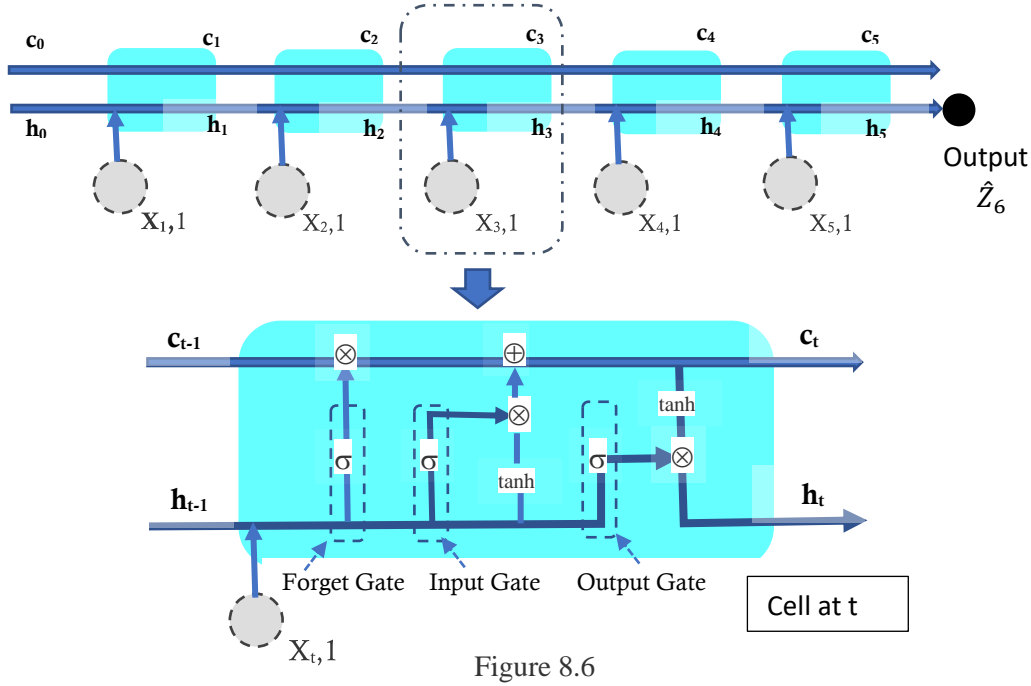 c₀ c₁ c₂ c₃ c₄ c₅
h₀ h₁ h₂ h₃ h₄ h₅
Output
Ẑ₆
X₁,1 X₂,1 X₃,1 X₄,1 X₅,1
cₜ₋₁ ⊗ ⊕ cₜ
tanh
⊗
σ σ σ ⊗
tanh
hₜ₋₁ hₜ
Forget Gate Input Gate Output Gate
Cell at t
Xₜ,1
Figure 8.6